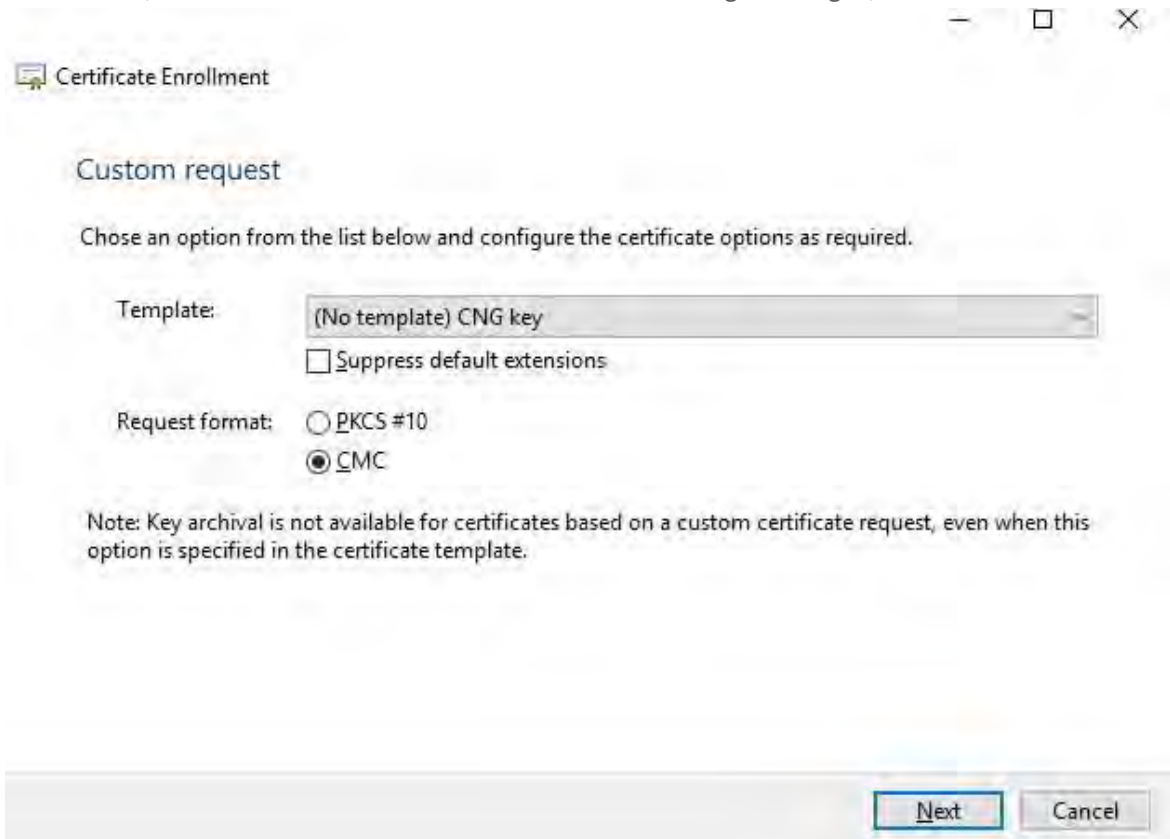 Certificate Enrollment
Custom request
Chose an option from the list below and configure the certificate options as required.
Template:
(No template) CNG key
Suppress default extensions
Request format:
PKCS #10
CMC
Note: Key archival is not available for certificates based on a custom certificate request, even when this
option is specified in the certificate template.
Next
Cancel